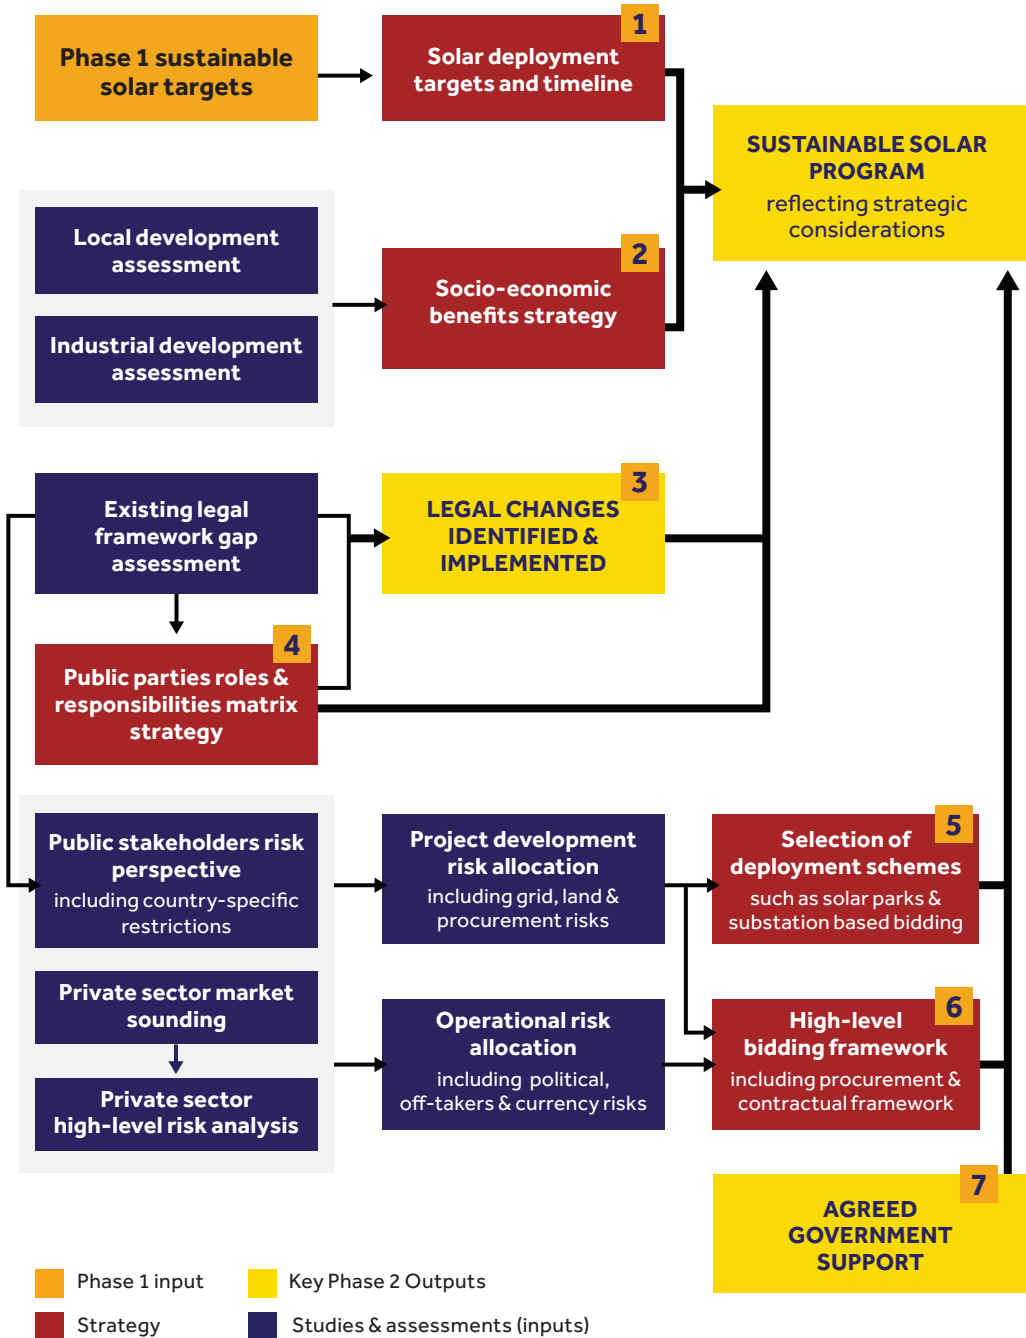 Phase 1 sustainable
solar targets
1
Solar deployment
targets and timeline
SUSTAINABLE SOLAR
PROGRAM
reflecting strategic
considerations
Local development
assessment
Industrial development
assessment
2
Socio-economic
benefits strategy
Existing legal
framework gap
assessment
3
LEGAL CHANGES
IDENTIFIED &
IMPLEMENTED
4
Public parties roles &
responsibilities matrix
strategy
Public stakeholders risk
perspective
including country-specific
restrictions
Project development
risk allocation
including grid, land &
procurement risks
5
Selection of
deployment schemes
such as solar parks &
substation based bidding
Private sector market
sounding
Private sector
high-level risk analysis
Operational risk
allocation
including political,
off-takers & currency risks
6
High-level
bidding framework
including procurement &
contractual framework
7
AGREED
GOVERNMENT
SUPPORT
Phase 1 input
Key Phase 2 Outputs
Strategy
Studies & assessments (inputs)